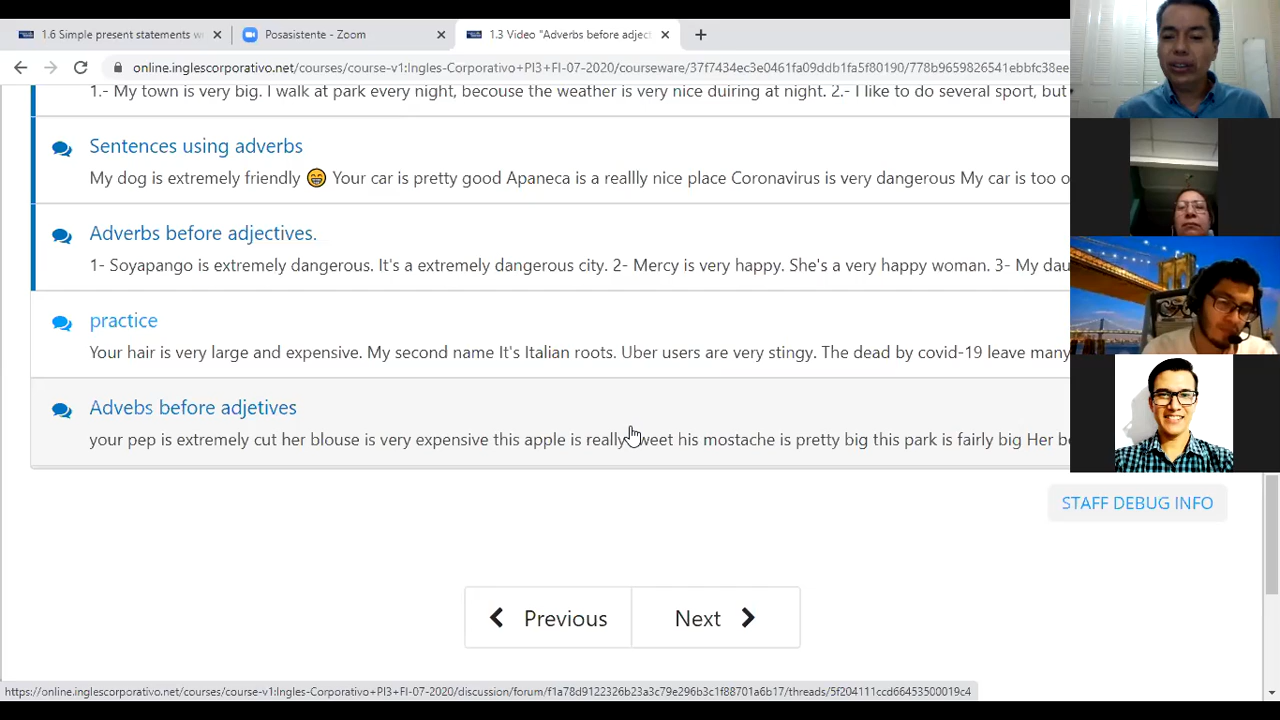 1.6 Simple present statements w
Posasistente - Zoom
1.3 Video "Adverbs before adject
online.inglescorporativo.net/courses/course-v1:Ingles-Corporativo+PI3+FI-07-2020/courseware/37f7434ec3e0461fa09ddb1fa5f80190/778b9659826541ebbfc38ee
1.- My town is very big. I walk at park every night, becouse the weather is very nice duiring at night. 2.- I like to do several sport, but
Sentences using adverbs
My dog is extremely friendly 😁 Your car is pretty good Apaneca is a reallly nice place Coronavirus is very dangerous My car is too o
Adverbs before adjectives.
1- Soyapango is extremely dangerous. It's a extremely dangerous city. 2- Mercy is very happy. She's a very happy woman. 3- My dau
practice
Your hair is very large and expensive. My second name It's Italian roots. Uber users are very stingy. The dead by covid-19 leave many
Advebs before adjetives
your pep is extremely cut her blouse is very expensive this apple is really sweet his mostache is pretty big this park is fairly big Her b
STAFF DEBUG INFO
Previous
Next
https://online.inglescorporativo.net/courses/course-v1:Ingles-Corporativo+PI3+FI-07-2020/discussion/forum/f1a78d9122326b23a3c79e296b3c1f88701a6b17/threads/5f204111ccd66453500019c4